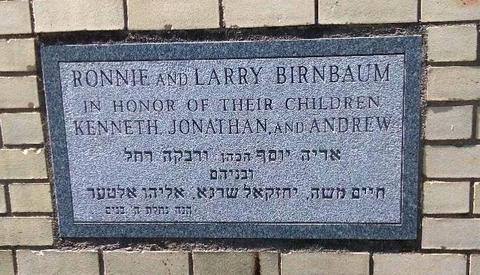 RONNIE AND LARRY BIRNBAUM
IN HONOR OF THEIR CHILDREN
KENNETH, JONATHAN, AND ANDREW
אריה יוסף הכהן ורבקה רחל
ובניהם
חיים משה, יחזקאל שרגא, אליהו אלטער
הנה נחלת ה' בנים